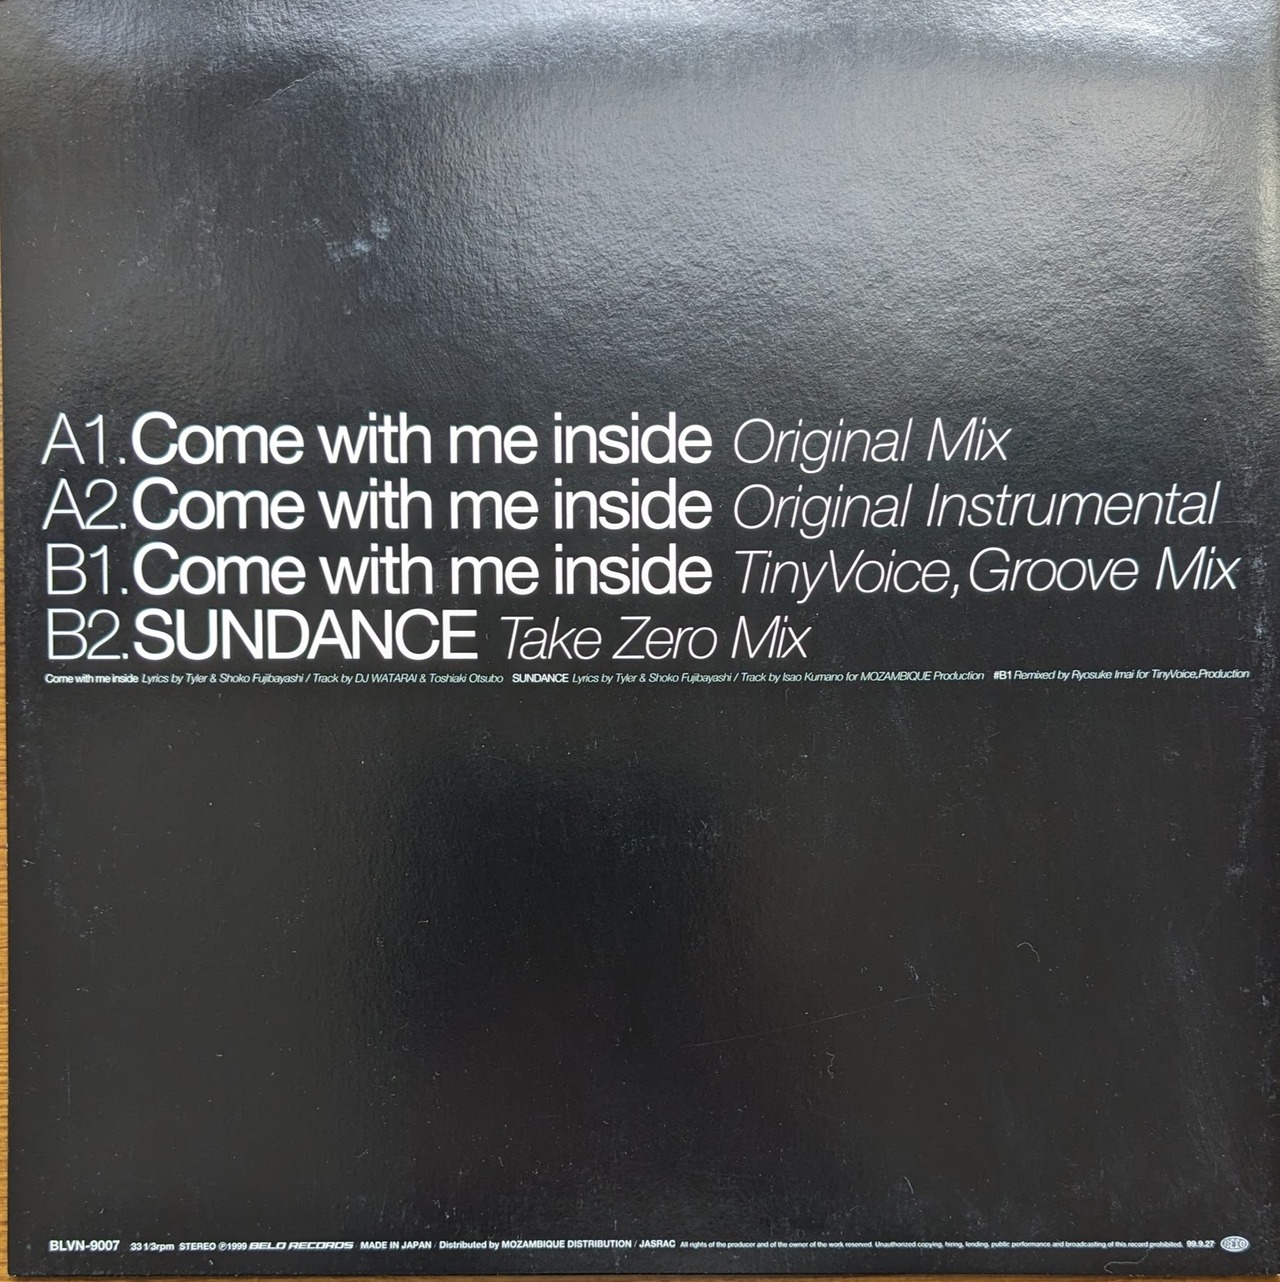 A1.Come with me inside Original Mix
A2.Come with me inside Original Instrumental
B1.Come with me inside TinyVoice,Groove Mix
B2.SUNDANCE Take Zero Mix
Come with me inside Lyrics by Tyler & Shoko Fujibayashi / Track by DJ WATARAI & Toshiaki Otsubo SUNDANCE Lyrics by Tyler & Shoko Fujibayashi / Track by Isao Kumano for MOZAMBIQUE Production #B1 Remixed by Ryosuke Imai for TinyVoice,Production
BLVN-9007 33 1/3rpm STEREO ℗1999 BELO RECORDS MADE IN JAPAN / Distributed by MOZAMBIQUE DISTRIBUTION / JASRAC All rights of the producer and of the owner of the work reserved. Unauthorized copying, hiring, lending, public performance and broadcasting of this record prohibited. 99.9.27